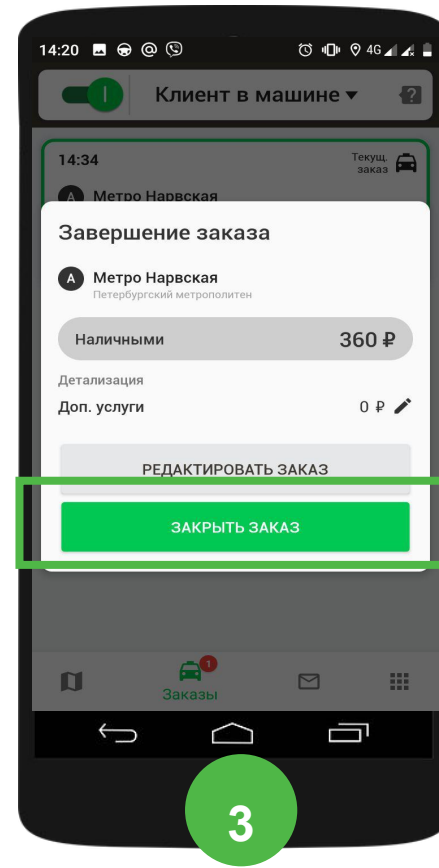 14:20 4G
Клиент в машине
14:34 Текущ.
заказ
А Метро Нарвская
Завершение заказа
А Метро Нарвская
Петербургский метрополитен
Наличными 360 ₽
Детализация
Доп. услуги 0 ₽
РЕДАКТИРОВАТЬ ЗАКАЗ
ЗАКРЫТЬ ЗАКАЗ
1
Заказы
3